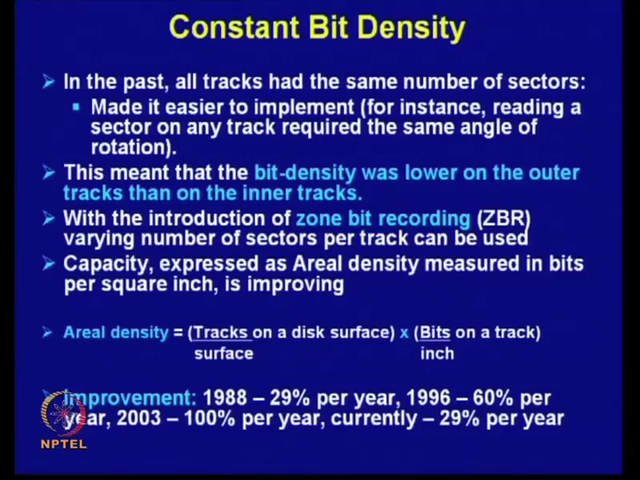 Constant Bit Density
➢ In the past, all tracks had the same number of sectors:
▪ Made it easier to implement (for instance, reading a
sector on any track required the same angle of
rotation).
➢ This meant that the bit-density was lower on the outer
tracks than on the inner tracks.
➢ With the introduction of zone bit recording (ZBR)
varying number of sectors per track can be used
➢ Capacity, expressed as Areal density measured in bits
per square inch, is improving
➢ Areal density = (Tracks on a disk surface) x (Bits on a track)
surface inch
➢ Improvement: 1988 – 29% per year, 1996 – 60% per
year, 2003 – 100% per year, currently – 29% per year
NPTEL